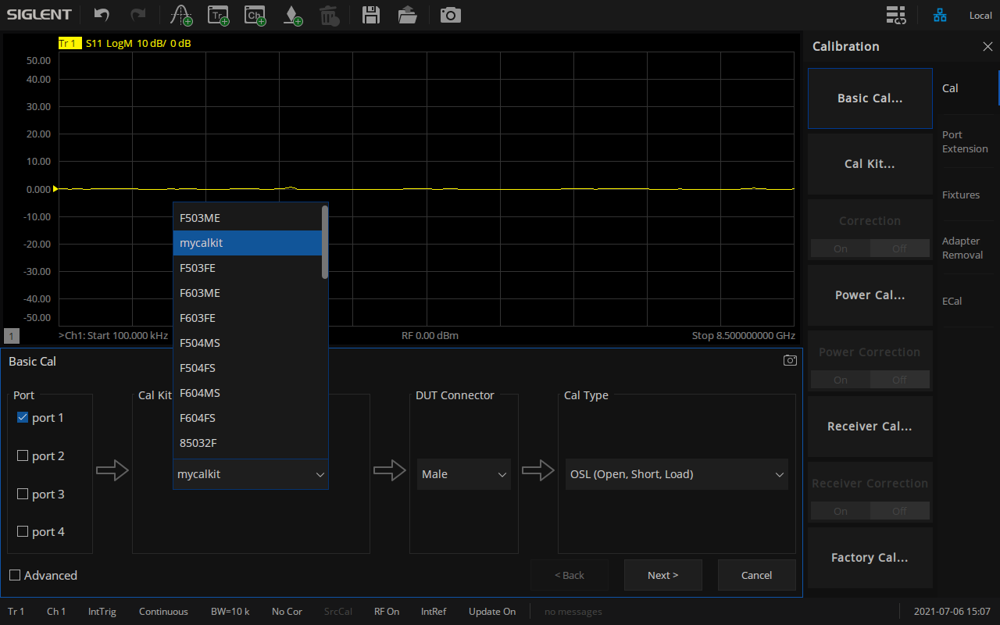 SIGLENT
Tr
Ch
Local
Tr 1 S11 LogM 10 dB/ 0 dB
50.00
40.00
30.00
20.00
10.00
0.000
-10.00
-20.00
-30.00
-40.00
-50.00
1
>Ch1: Start 100.000 kHz
RF 0.00 dBm
Stop 8.500000000 GHz
F503ME
mycalkit
F503FE
F603ME
F603FE
F504MS
F504FS
F604MS
F604FS
85032F
mycalkit
Basic Cal
Port
port 1
port 2
port 3
port 4
Cal Kit
DUT Connector
Male
Cal Type
OSL (Open, Short, Load)
Advanced
< Back
Next >
Cancel
Calibration
Basic Cal...
Cal Kit...
Correction
On Off
Power Cal...
Power Correction
On Off
Receiver Cal...
Receiver Correction
On Off
Factory Cal...
Cal
Port
Extension
Fixtures
Adapter
Removal
ECal
Tr 1 Ch 1 IntTrig Continuous BW=10 k No Cor SrcCal RF On IntRef Update On no messages 2021-07-06 15:07